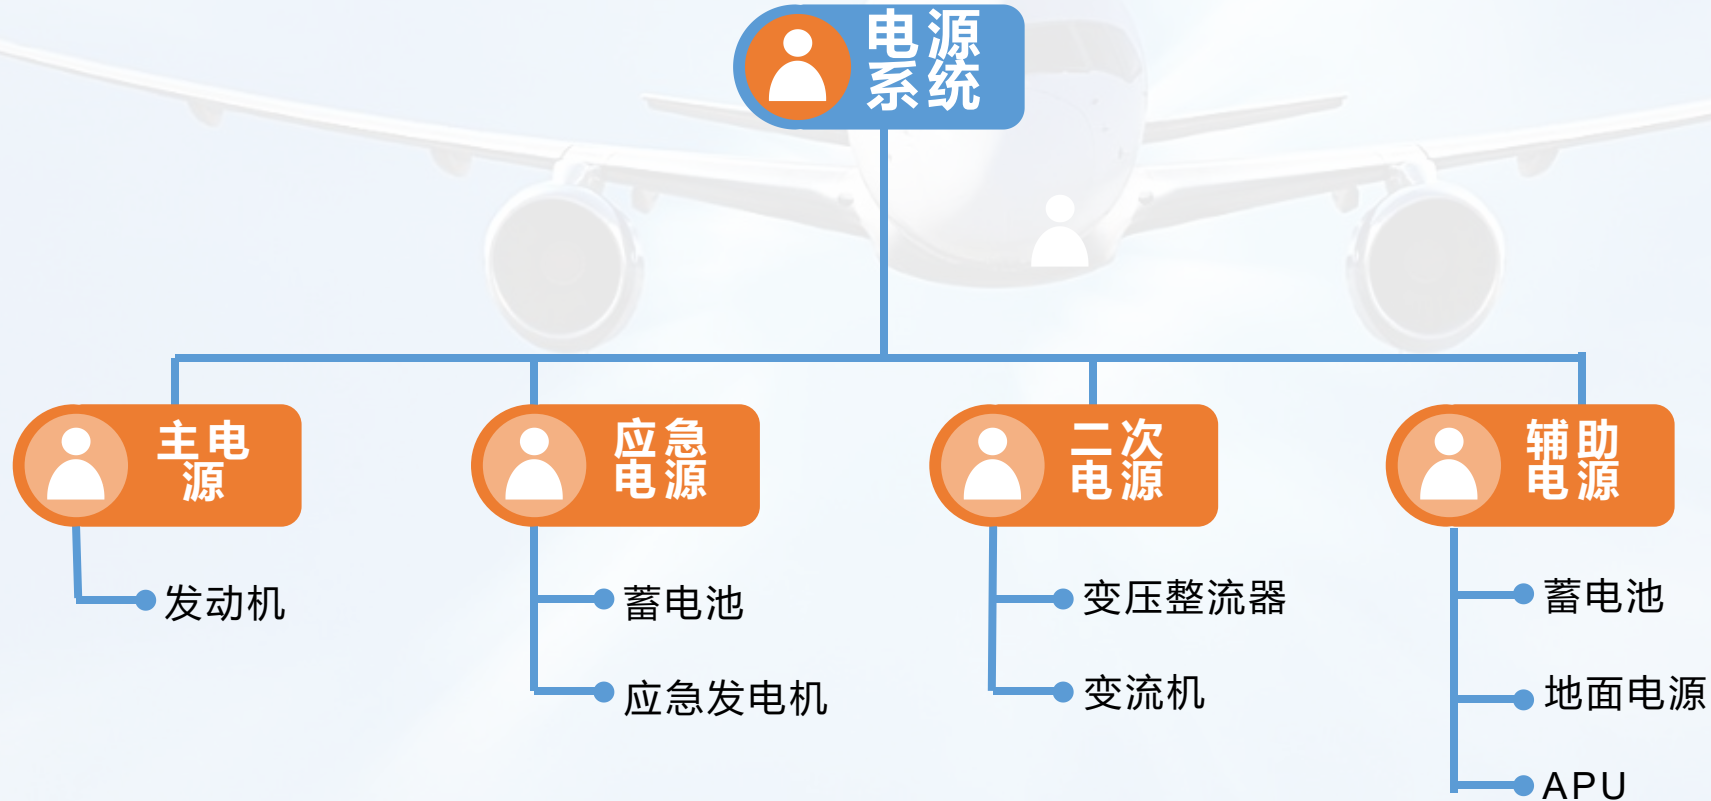 电源
系统
主电
源
应急
电源
二次
电源
辅助
电源
发动机
蓄电池
应急发电机
变压整流器
变流机
蓄电池
地面电源
APU